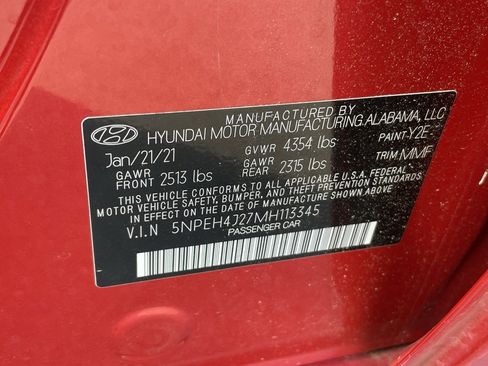 MANUFACTURED BY
HYUNDAI MOTOR MANUFACTURING ALABAMA, LLC
Jan/21/21 GVWR 4354 lbs PAINT Y2E
GAWR FRONT 2513 lbs GAWR REAR 2315 lbs TRIM MMF
THIS VEHICLE CONFORMS TO ALL APPLICABLE U.S.A. FEDERAL
MOTOR VEHICLE SAFETY, BUMPER, AND THEFT PREVENTION STANDARDS
IN EFFECT ON THE DATE OF MANUFACTURE SHOWN ABOVE.
V.I.N 5NPEH4J27MH113345
PASSENGER CAR